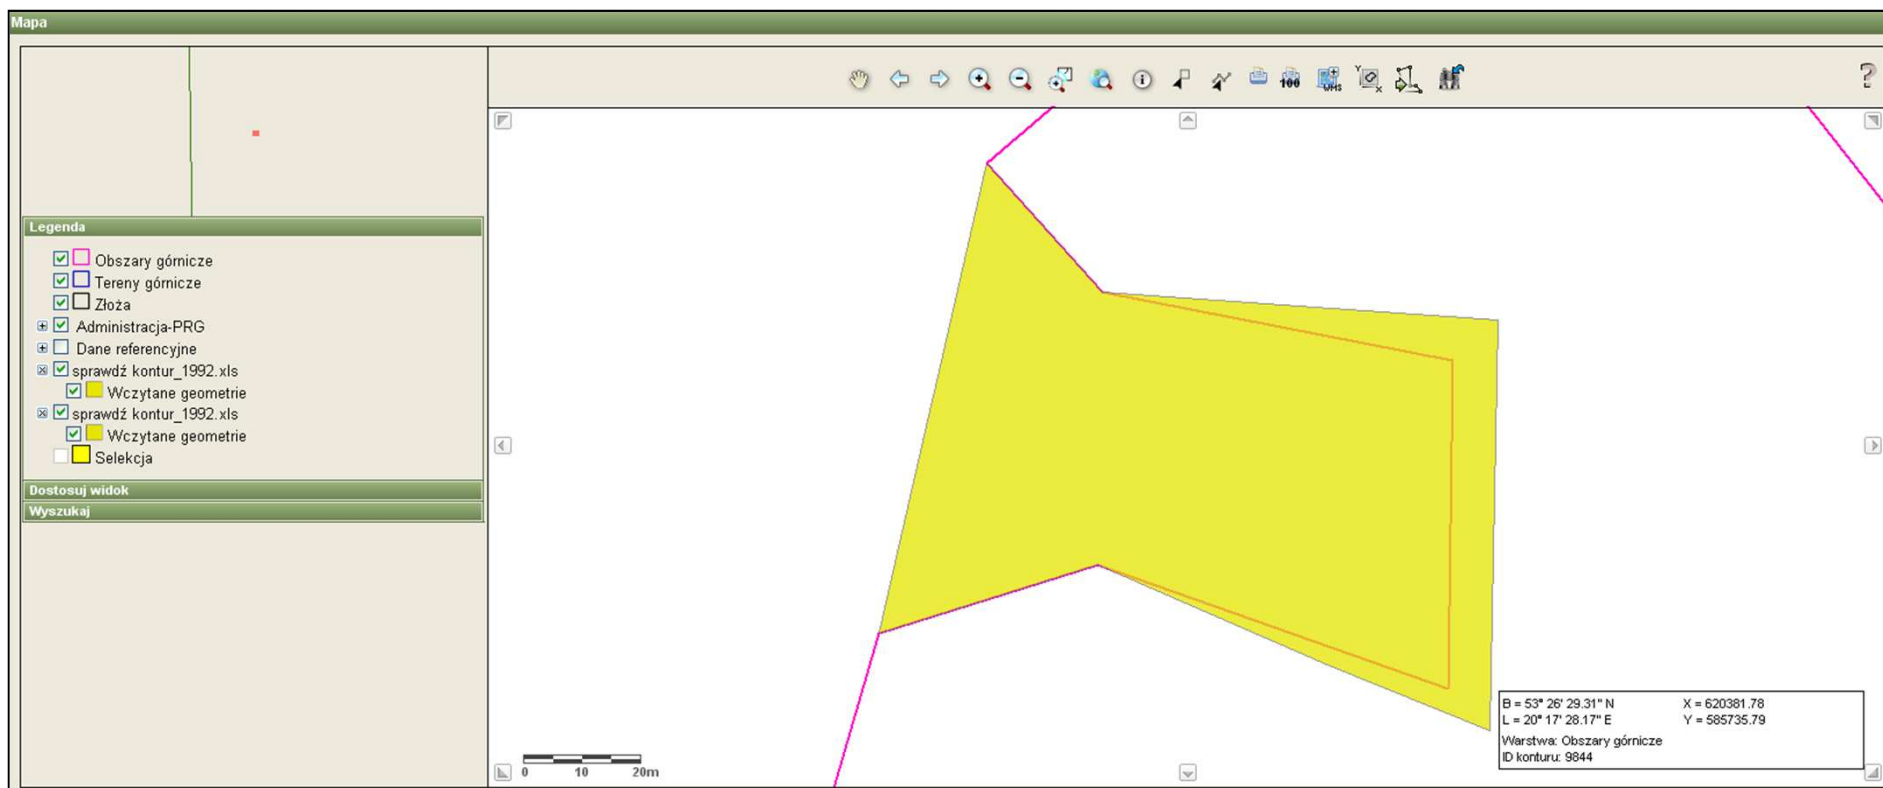 Mapa
100
WMS
Y
X
?
Legenda
Obszary górnicze
Tereny górnicze
Złoża
Administracja-PRG
Dane referencyjne
sprawdź kontur_1992.xls
Wczytane geometrie
sprawdź kontur_1992.xls
Wczytane geometrie
Selekcja
Dostosuj widok
Wyszukaj
B = 53° 26' 29.31" N X = 620381.78
L = 20° 17' 28.17" E Y = 585735.79
Warstwa: Obszary górnicze
ID konturu: 9844
0 10 20m